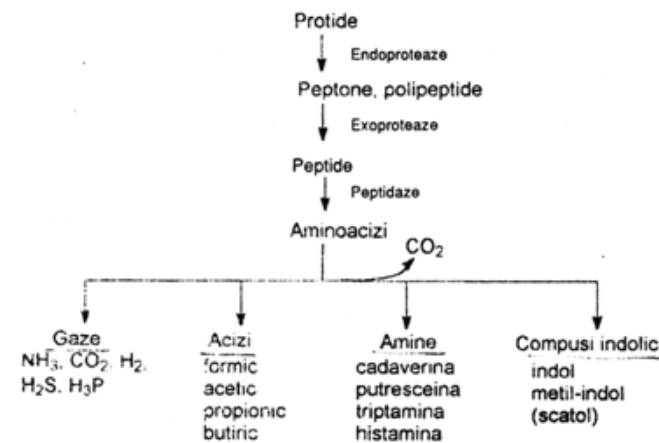 Protide
Endoproteaze
Peptone, polipeptide
Exoproteaze
Peptide
Peptidaze
Aminoacizi
CO2
Gaze
NH3, CO2, H2,
H2S, H3P
Acizi
formic
acetic
propionic
butiric
Amine
cadaverina
putresceina
triptamina
histamina
Compusi indolic
indol
metil-indol
(scatol)